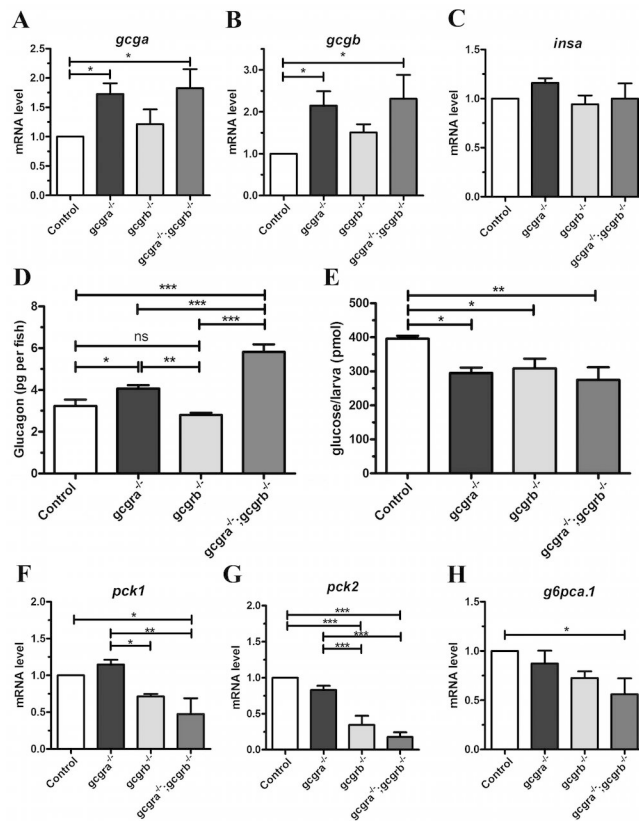 A
gcga
mRNA level
2.5
2.0
1.5
1.0
0.5
0.0
*
*
Control
gcgra-/-
gcgrb-/-
gcgra-/-;gcgrb-/-
B
gcgb
mRNA level
3.0
2.0
1.0
0.0
*
*
Control
gcgra-/-
gcgrb-/-
gcgra-/-;gcgrb-/-
C
insa
mRNA level
1.5
1.0
0.5
0.0
Control
gcgra-/-
gcgrb-/-
gcgra-/-;gcgrb-/-
D
Glucagon (pg per fish)
8
6
4
2
0
***
***
***
ns
*
**
Control
gcgra-/-
gcgrb-/-
gcgra-/-;gcgrb-/-
E
glucose/larva (pmol)
500
400
300
200
100
0
**
*
*
Control
gcgra-/-
gcgrb-/-
gcgra-/-;gcgrb-/-
F
pck1
mRNA level
2.0
1.5
1.0
0.5
0.0
*
**
*
Control
gcgra-/-
gcgrb-/-
gcgra-/-;gcgrb-/-
G
pck2
mRNA level
2.0
1.5
1.0
0.5
0.0
***
***
***
***
Control
gcgra-/-
gcgrb-/-
gcgra-/-;gcgrb-/-
H
g6pca.1
mRNA level
1.5
1.0
0.5
0.0
*
Control
gcgra-/-
gcgrb-/-
gcgra-/-;gcgrb-/-